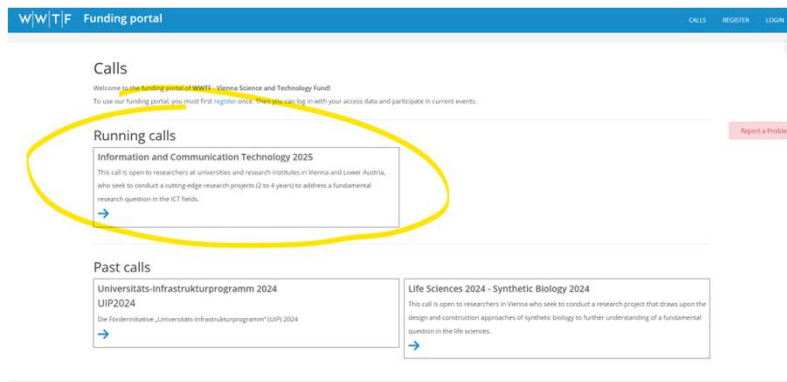 W|W|T|F Funding portal
CALLS REGISTER LOGIN
Calls
Welcome to the funding portal of WWTF - Vienna Science and Technology Fund!
To use our funding portal, you must first register once. Then you can log in with your access data and participate in current events.
Report a Proble
Running calls
Information and Communication Technology 2025
This call is open to researchers at universities and research institutes in Vienna and Lower Austria,
who seek to conduct a cutting-edge research projects (2 to 4 years) to address a fundamental
research question in the ICT fields.
Past calls
Universitäts-Infrastrukturprogramm 2024
UIP2024
Die Förderinitiative „Universitäts-Infrastrukturprogramm“ (UIP) 2024
Life Sciences 2024 - Synthetic Biology 2024
This call is open to researchers in Vienna who seek to conduct a research project that draws upon the
design and construction approaches of synthetic biology to further understanding of a fundamental
question in the life sciences.